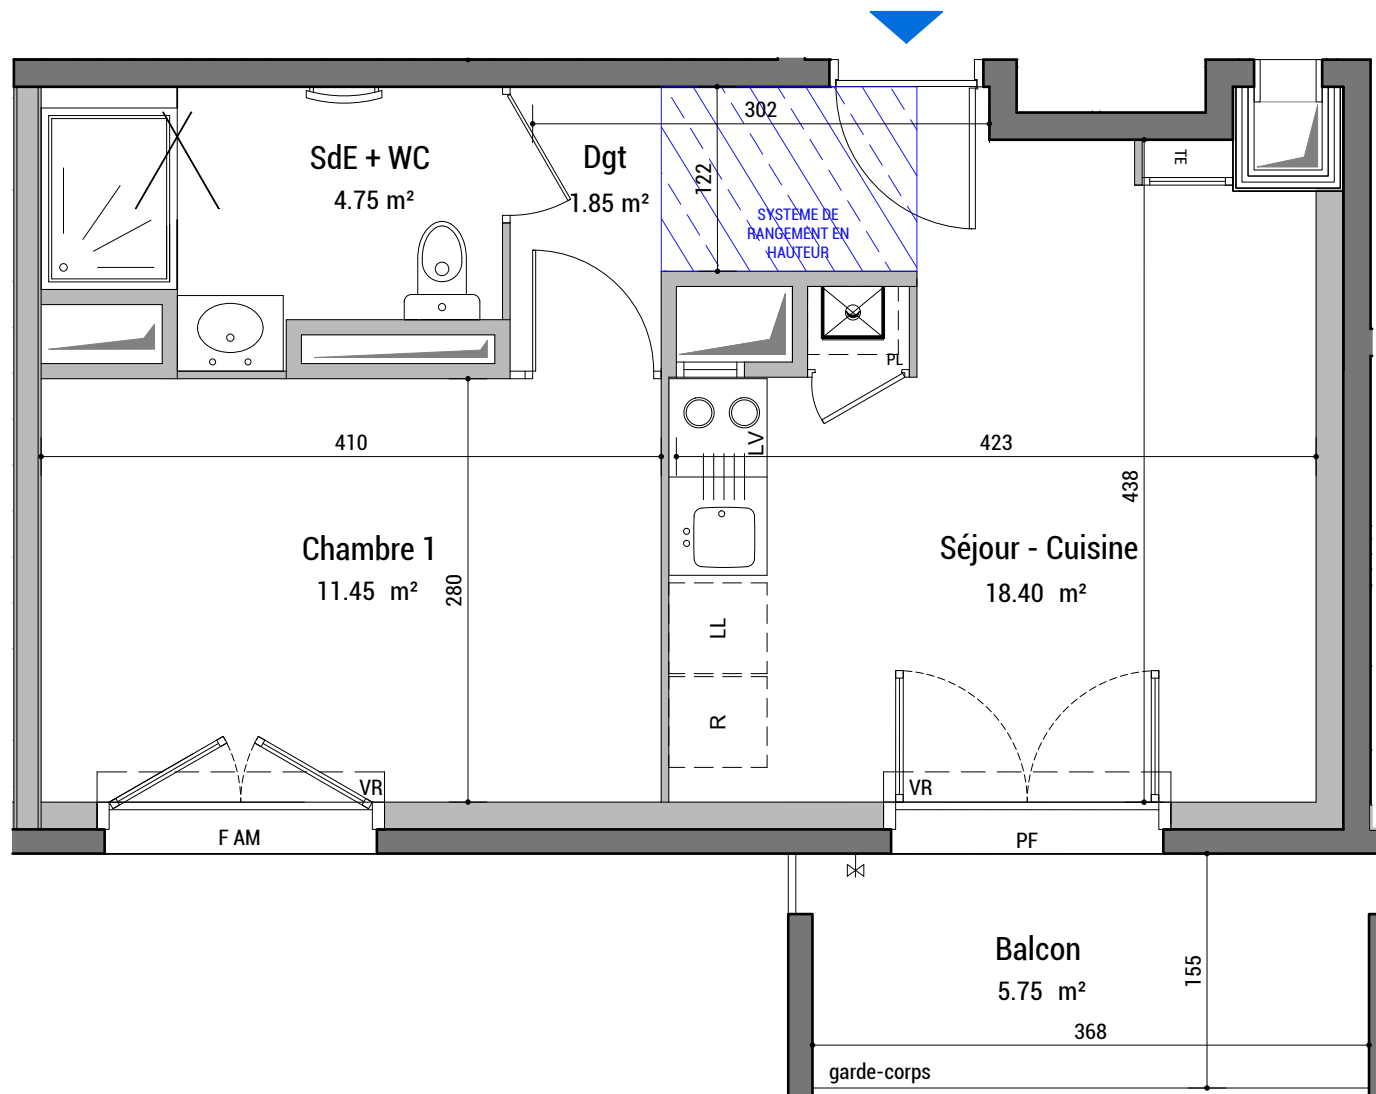 302
TE
SdE + WC
4.75 m²
Dgt
1.85 m²
122
SYSTEME DE
RANGEMENT EN
HAUTEUR
PL
410
LV
423
438
Chambre 1
11.45 m²
280
Séjour - Cuisine
18.40 m²
LL
R
VR
VR
F AM
PF
Balcon
5.75 m²
155
368
garde-corps